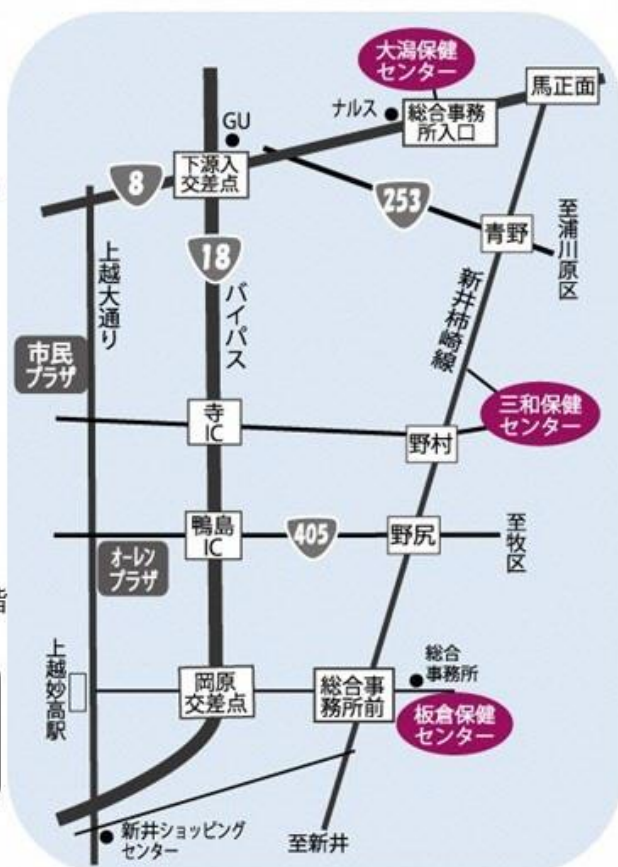 大潟保健
センター
馬正面
ナルス
総合事務
所入口
GU
下源入
交差点
8
253
青野
至浦川原区
18
バイパス
上越大通り
新井柿崎線
市民
プラザ
三和保健
センター
寺
IC
野村
鴨島
IC
405
野尻
至牧区
オーレン
プラザ
階
上越妙高駅
岡原
交差点
総合事
務所前
総合
事務所
板倉保健
センター
新井ショッピング
センター
至新井